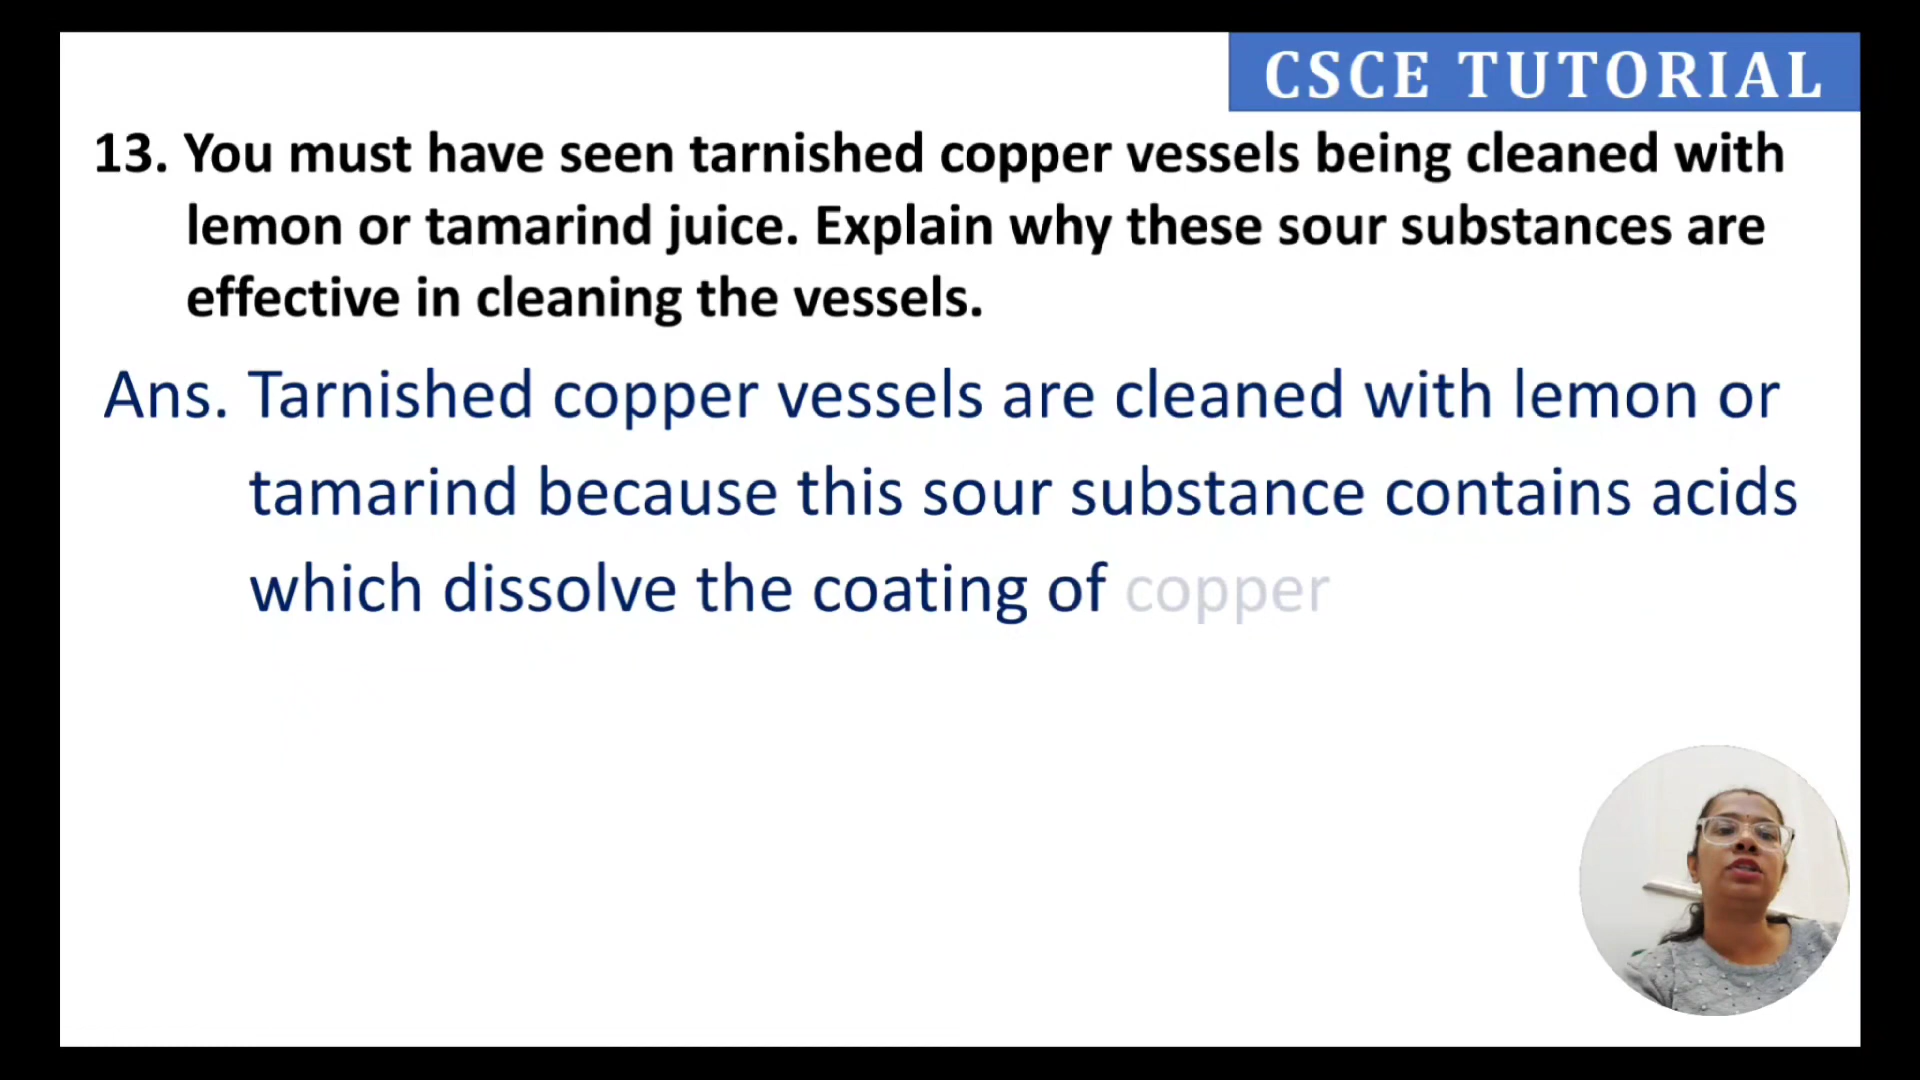 CSCE TUTORIAL
13. You must have seen tarnished copper vessels being cleaned with
lemon or tamarind juice. Explain why these sour substances are
effective in cleaning the vessels.
Ans. Tarnished copper vessels are cleaned with lemon or
tamarind because this sour substance contains acids
which dissolve the coating of copper